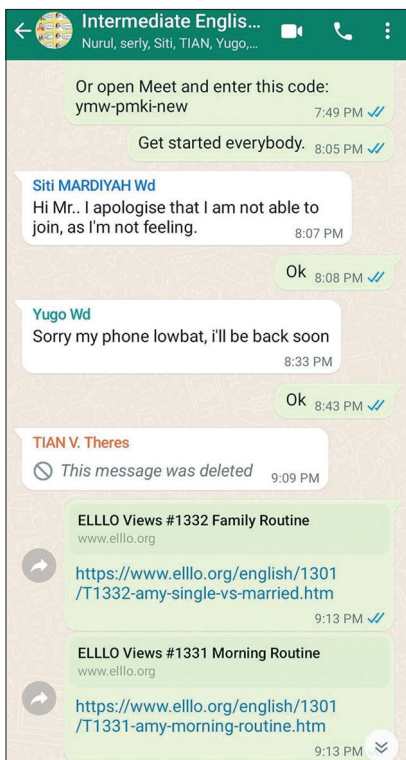 Intermediate Englis...
Nurul, serly, Siti, TIAN, Yugo,...
Or open Meet and enter this code:
ymw-pmki-new
7:49 PM
Get started everybody. 8:05 PM
Siti MARDIYAH Wd
Hi Mr.. I apologise that I am not able to
join, as I'm not feeling.
8:07 PM
Ok 8:08 PM
Yugo Wd
Sorry my phone lowbat, i'll be back soon
8:33 PM
Ok 8:43 PM
TIAN V. Theres
This message was deleted 9:09 PM
ELLLO Views #1332 Family Routine
www.elllo.org
https://www.elllo.org/english/1301
/T1332-amy-single-vs-married.htm
9:13 PM
ELLLO Views #1331 Morning Routine
www.elllo.org
https://www.elllo.org/english/1301
/T1331-amy-morning-routine.htm
9:13 PM